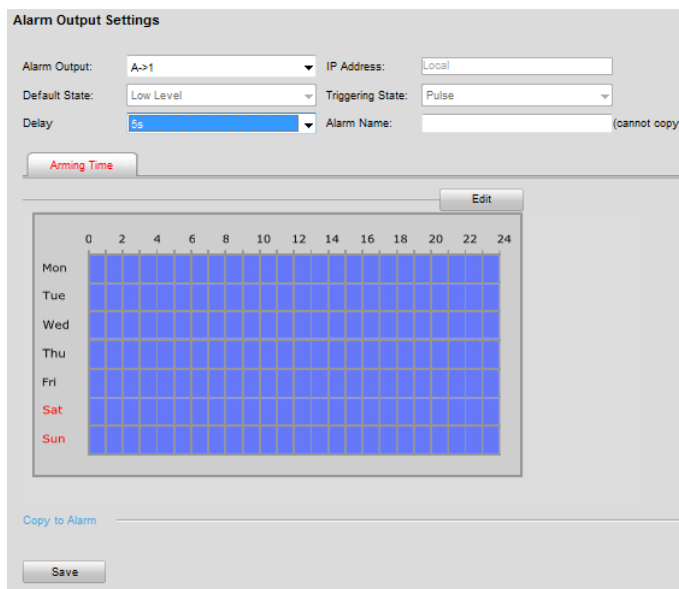 Alarm Output Settings
Alarm Output: A->1 IP Address: Local
Default State: Low Level Triggering State: Pulse
Delay 5s Alarm Name: (cannot copy
Arming Time
Edit
0 2 4 6 8 10 12 14 16 18 20 22 24
Mon
Tue
Wed
Thu
Fri
Sat
Sun
Copy to Alarm
Save